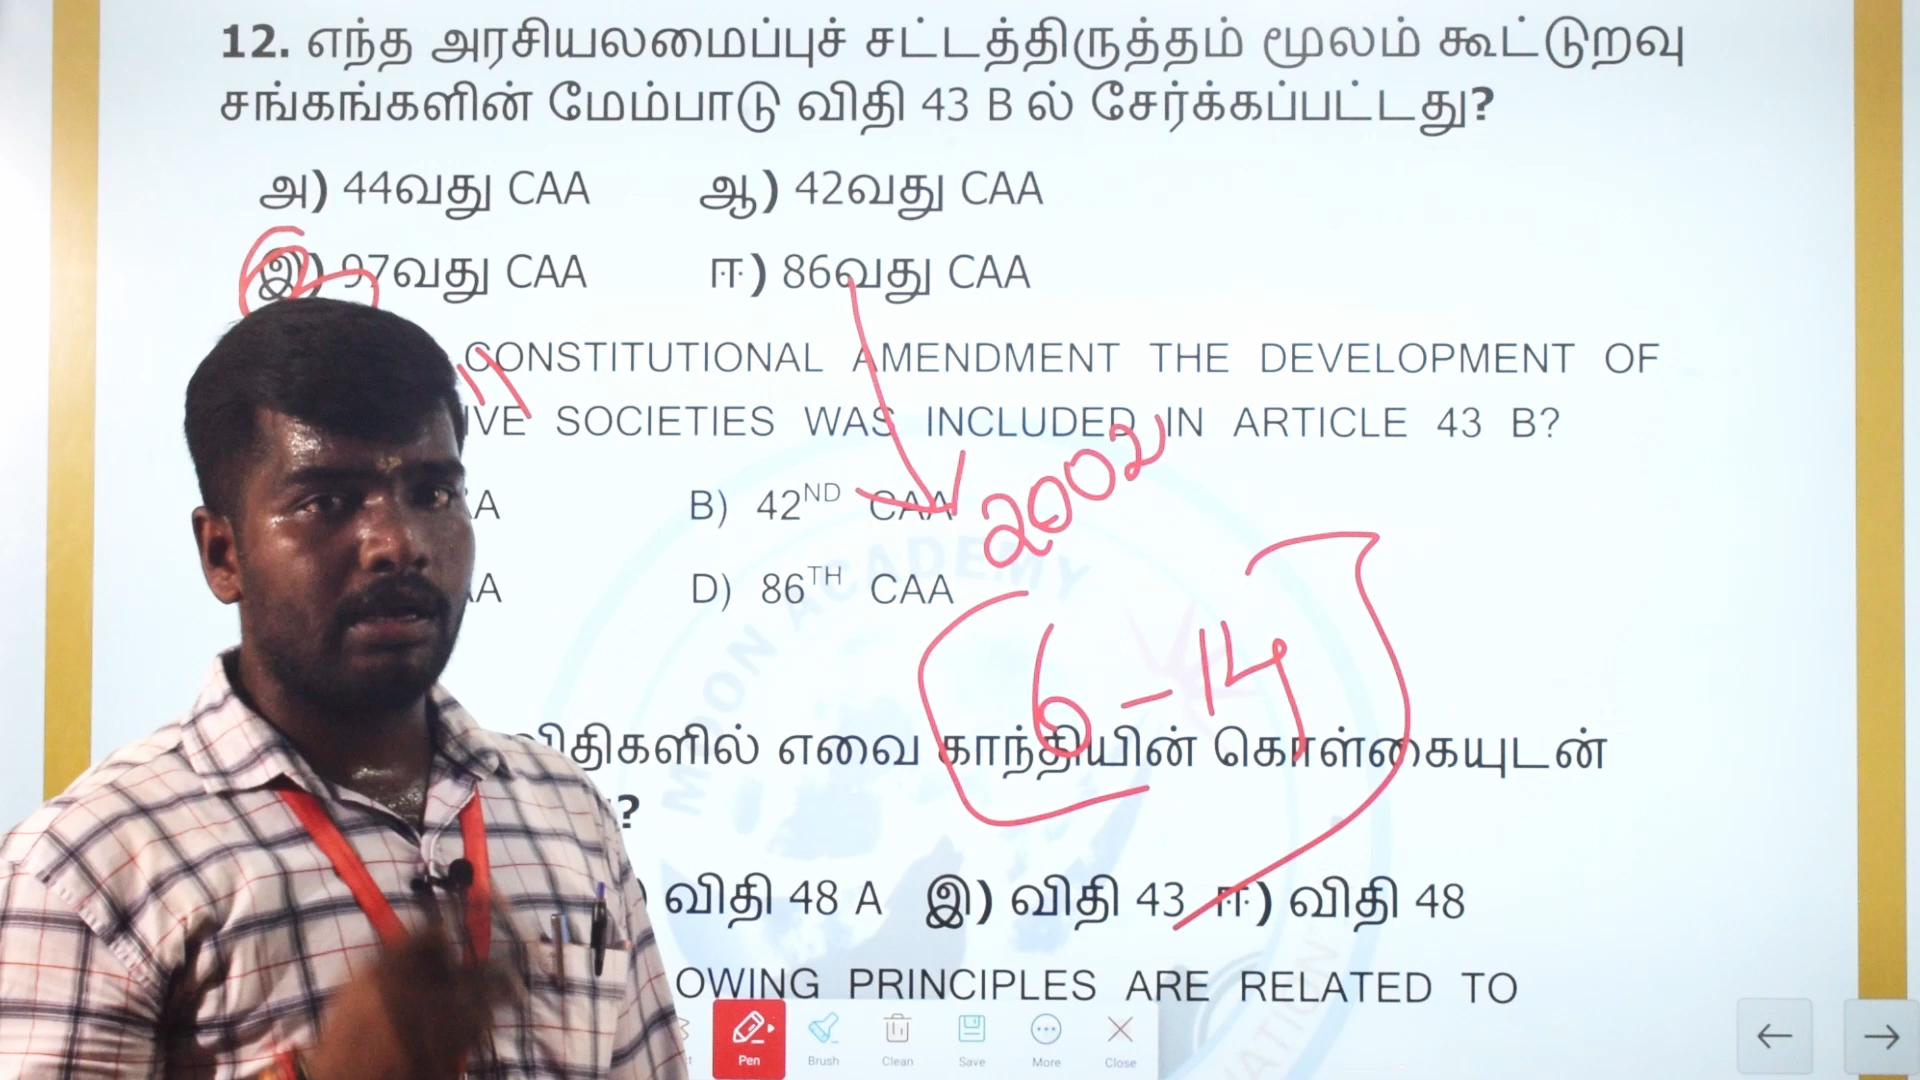 12. எந்த அரசியலமைப்புச் சட்டத்திருத்தம் மூலம் கூட்டுறவு
சங்கங்களின் மேம்பாடு விதி 43 B ல் சேர்க்கப்பட்டது?
அ) 44வது CAA ஆ) 42வது CAA
இ) 97வது CAA ஈ) 86வது CAA
CONSTITUTIONAL AMENDMENT THE DEVELOPMENT OF
IVE SOCIETIES WAS INCLUDED IN ARTICLE 43 B?
2002
A B) 42ND CAA
A D) 86TH CAA
6-14
MOON ACADEMY
விதிகளில் எவை காந்தியின் கொள்கையுடன்
?
) விதி 48 A இ) விதி 43 ஈ) விதி 48
OWING PRINCIPLES ARE RELATED TO
Pen Brush Clean Save More Close